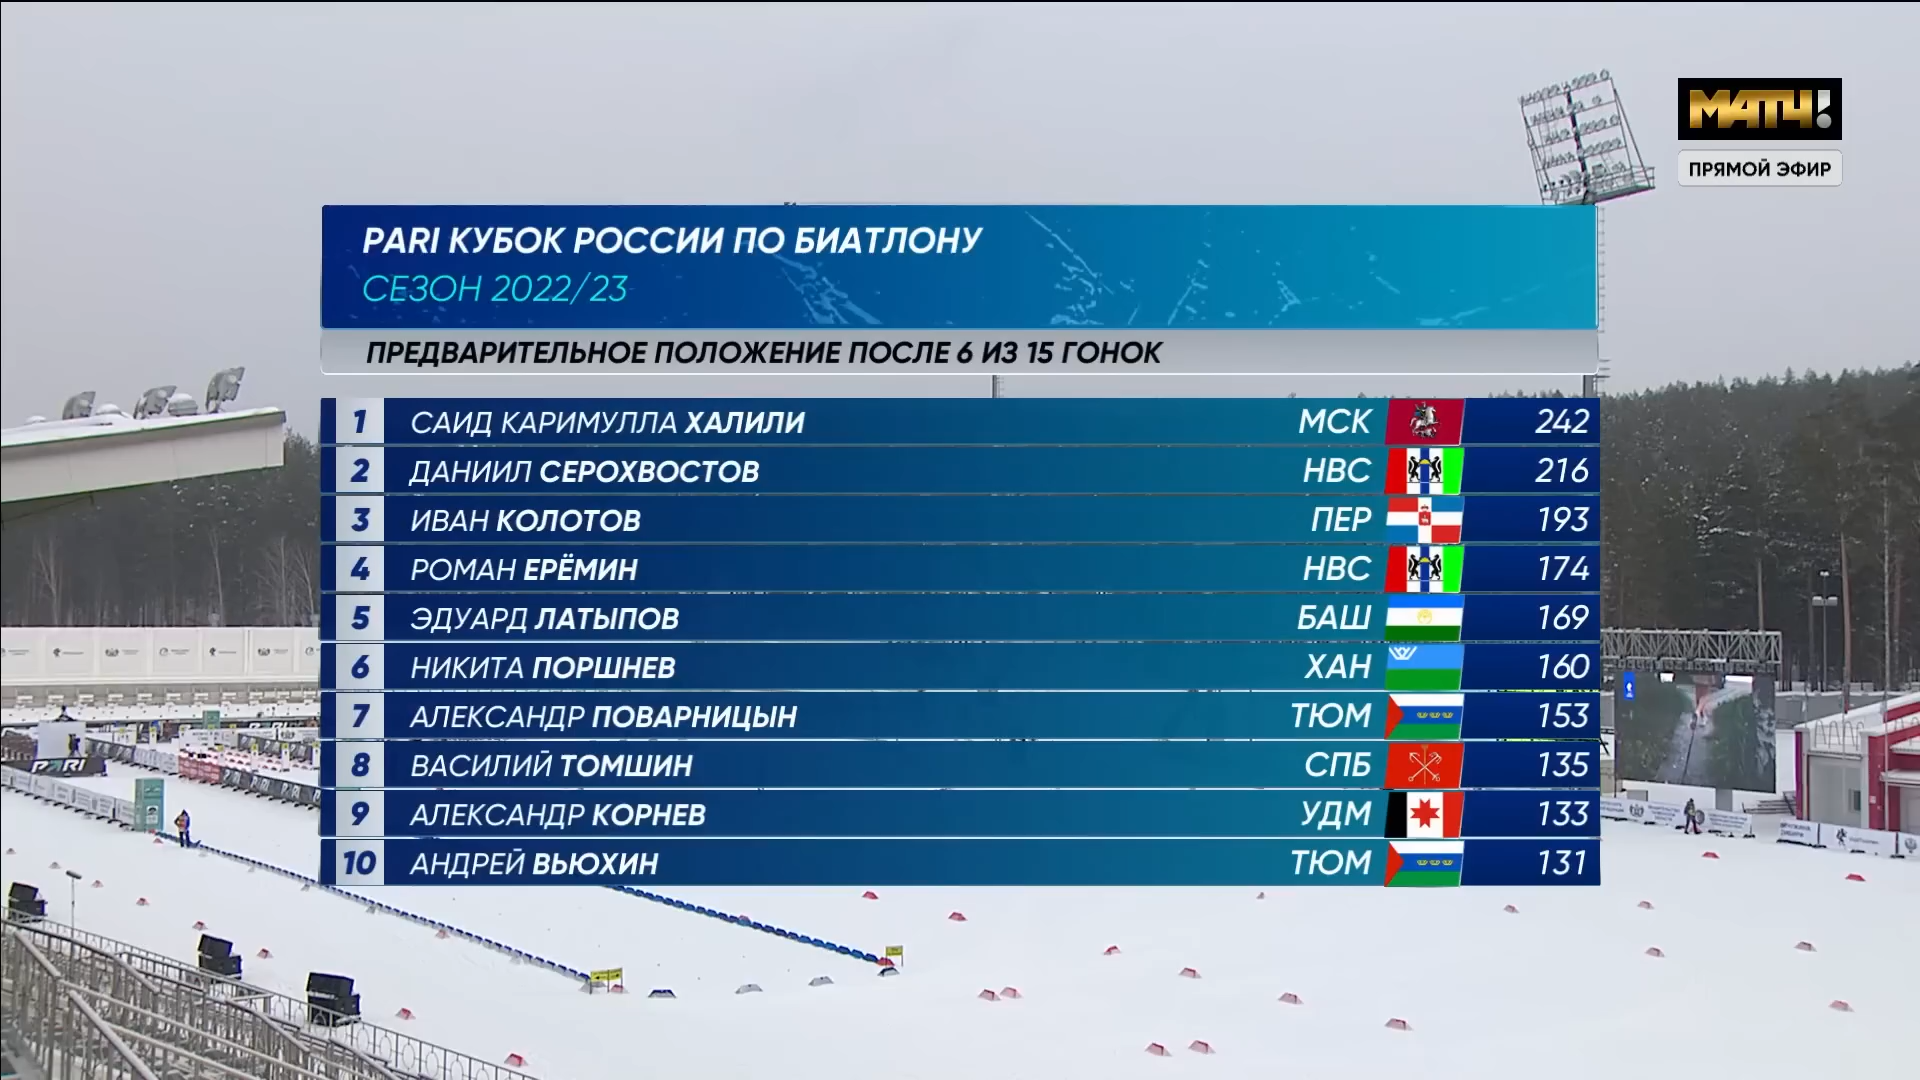 МАТЧ!
ПРЯМОЙ ЭФИР
PARI КУБОК РОССИИ ПО БИАТЛОНУ
СЕЗОН 2022/23
ПРЕДВАРИТЕЛЬНОЕ ПОЛОЖЕНИЕ ПОСЛЕ 6 ИЗ 15 ГОНОК
1 САИД КАРИМУЛЛА ХАЛИЛИ МСК 242
2 ДАНИИЛ СЕРОХВОСТОВ НВС 216
3 ИВАН КОЛОТОВ ПЕР 193
4 РОМАН ЕРЁМИН НВС 174
5 ЭДУАРД ЛАТЫПОВ БАШ 169
6 НИКИТА ПОРШНЕВ ХАН 160
7 АЛЕКСАНДР ПОВАРНИЦЫН ТЮМ 153
8 ВАСИЛИЙ ТОМШИН СПБ 135
9 АЛЕКСАНДР КОРНЕВ УДМ 133
10 АНДРЕЙ ВЬЮХИН ТЮМ 131
PARI